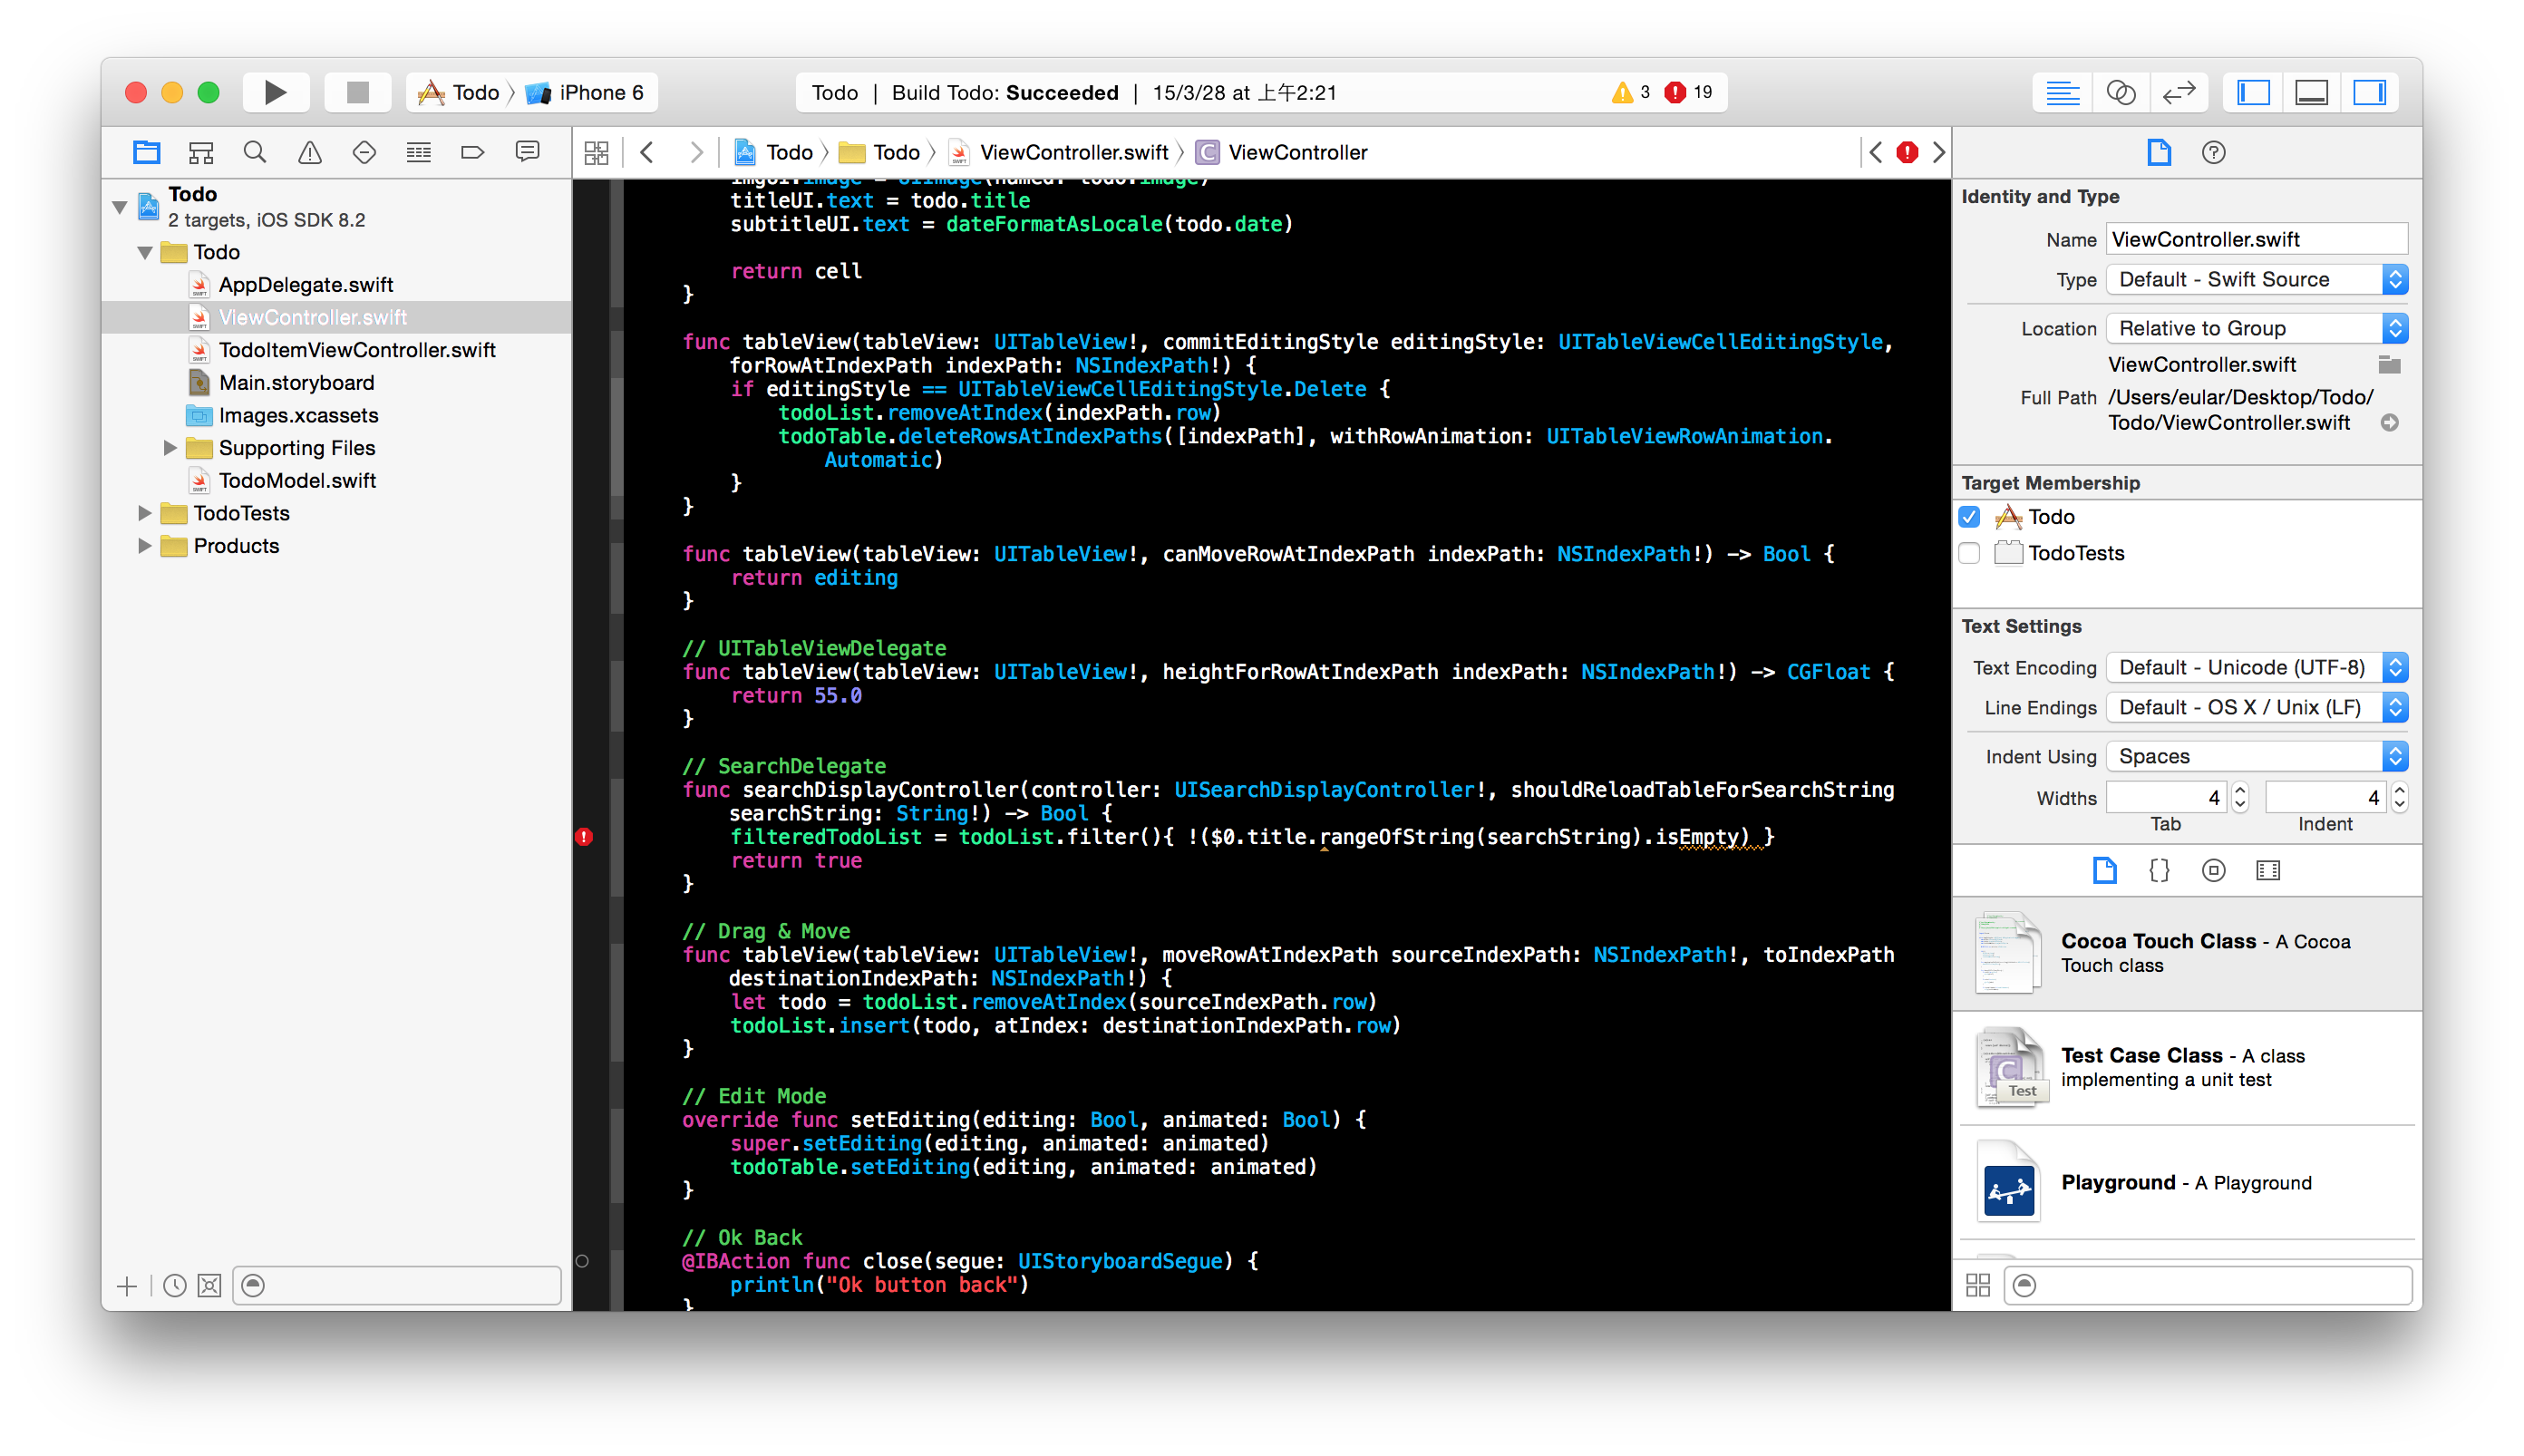 Todo
iPhone 6
Todo | Build Todo: Succeeded | 15/3/28 at 上午2:21
3
19
Todo
Todo
ViewController.swift
C
ViewController
Todo
2 targets, iOS SDK 8.2
Todo
AppDelegate.swift
ViewController.swift
TodoItemViewController.swift
Main.storyboard
Images.xcassets
Supporting Files
TodoModel.swift
TodoTests
Products
imgUI.image = UIImage(named: todo.image)
titleUI.text = todo.title
subtitleUI.text = dateFormatAsLocale(todo.date)
return cell
}
func tableView(tableView: UITableView!, commitEditingStyle editingStyle: UITableViewCellEditingStyle,
forRowAtIndexPath indexPath: NSIndexPath!) {
if editingStyle == UITableViewCellEditingStyle.Delete {
todoList.removeAtIndex(indexPath.row)
todoTable.deleteRowsAtIndexPaths([indexPath], withRowAnimation: UITableViewRowAnimation.
Automatic)
}
}
func tableView(tableView: UITableView!, canMoveRowAtIndexPath indexPath: NSIndexPath!) -> Bool {
return editing
}
// UITableViewDelegate
func tableView(tableView: UITableView!, heightForRowAtIndexPath indexPath: NSIndexPath!) -> CGFloat {
return 55.0
}
// SearchDelegate
func searchDisplayController(controller: UISearchDisplayController!, shouldReloadTableForSearchString
searchString: String!) -> Bool {
filteredTodoList = todoList.filter(){ !($0.title.rangeOfString(searchString).isEmpty) }
return true
}
// Drag & Move
func tableView(tableView: UITableView!, moveRowAtIndexPath sourceIndexPath: NSIndexPath!, toIndexPath
destinationIndexPath: NSIndexPath!) {
let todo = todoList.removeAtIndex(sourceIndexPath.row)
todoList.insert(todo, atIndex: destinationIndexPath.row)
}
// Edit Mode
override func setEditing(editing: Bool, animated: Bool) {
super.setEditing(editing, animated: animated)
todoTable.setEditing(editing, animated: animated)
}
// Ok Back
@IBAction func close(segue: UIStoryboardSegue) {
println("Ok button back")
}
Identity and Type
Name ViewController.swift
Type Default - Swift Source
Location Relative to Group
ViewController.swift
Full Path /Users/eular/Desktop/Todo/
Todo/ViewController.swift
Target Membership
Todo
TodoTests
Text Settings
Text Encoding Default - Unicode (UTF-8)
Line Endings Default - OS X / Unix (LF)
Indent Using Spaces
Widths 4 4
Tab Indent
{}
Cocoa Touch Class - A Cocoa
Touch class
Test Case Class - A class
implementing a unit test
C
Test
Playground - A Playground